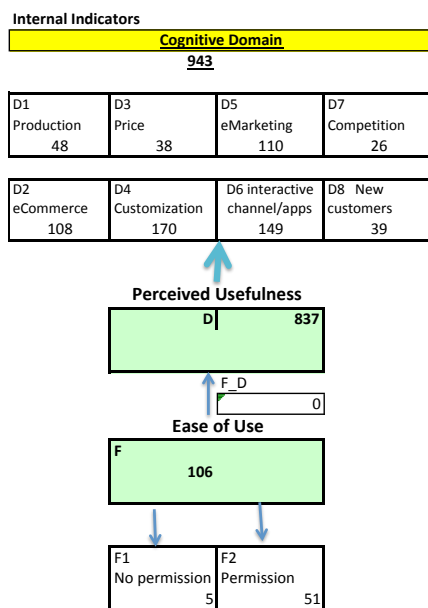 Internal Indicators
Cognitive Domain
943
D1 D3 D5 D7
Production Price eMarketing Competition
48 38 110 26
D2 D4 D6 interactive D8 New
eCommerce Customization channel/apps customers
108 170 149 39
Perceived Usefulness
D 837
F_D
0
Ease of Use
F
106
F1 F2
No permission Permission
5 51